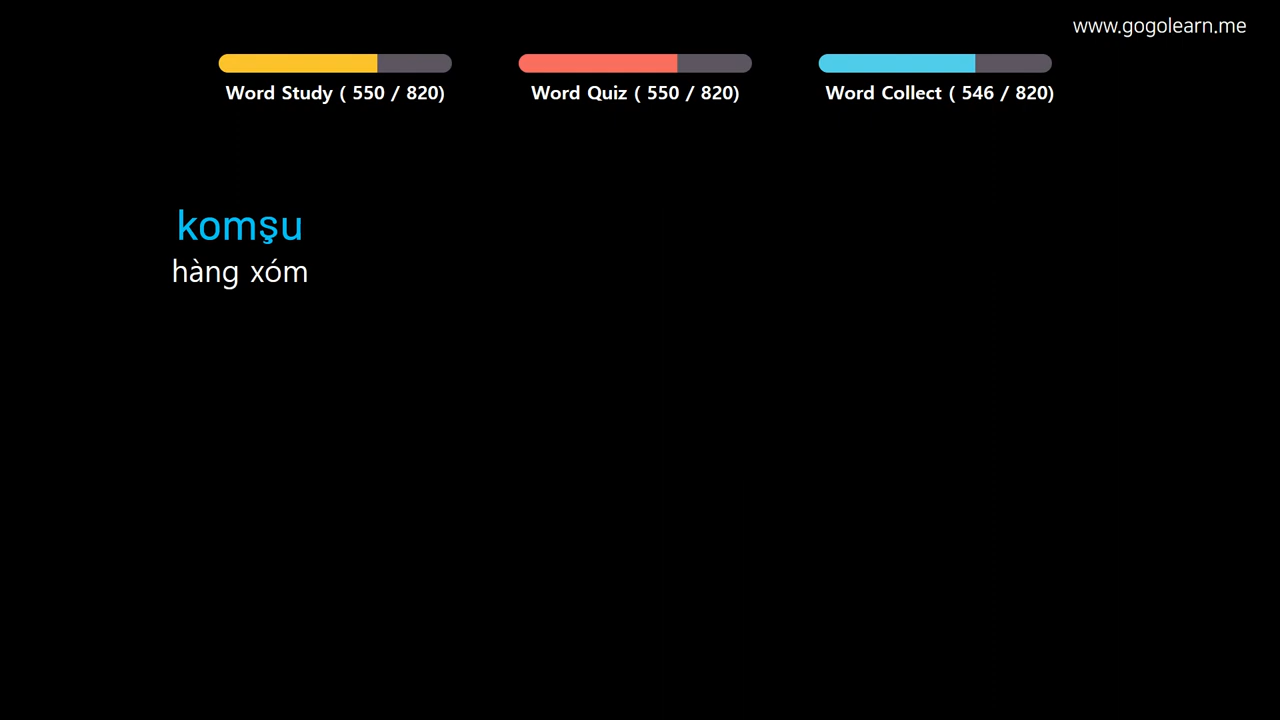 www.gogolearn.me
Word Study ( 550 / 820)
Word Quiz ( 550 / 820)
Word Collect ( 546 / 820)
komşu
hàng xóm